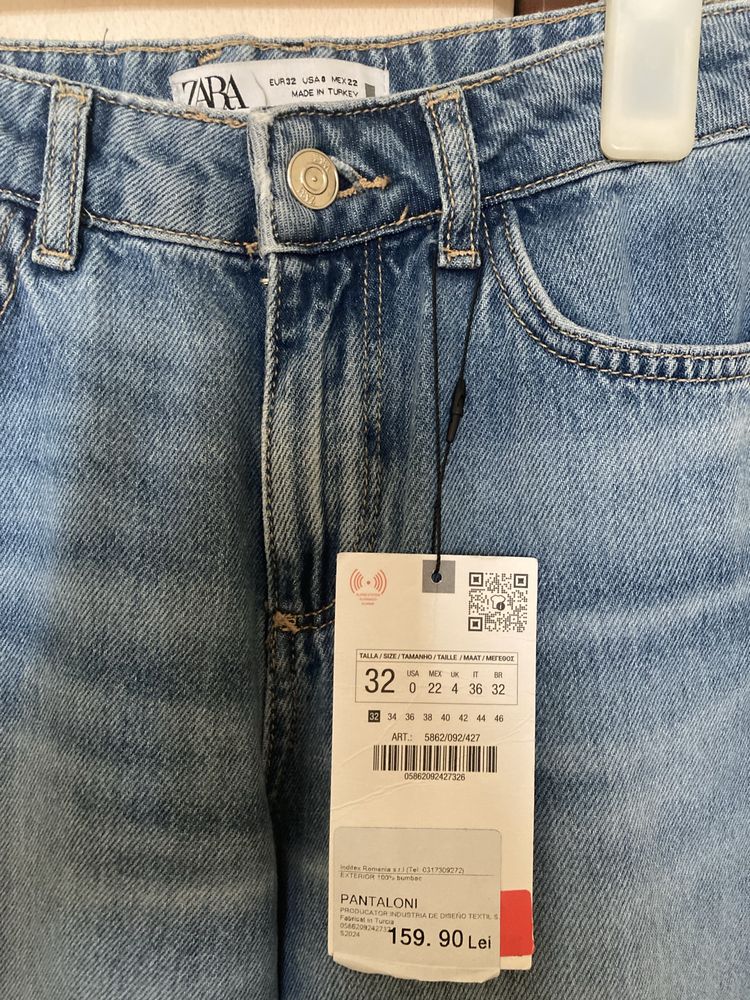 ZARA
EUR32 USA0 MEX22
MADE IN TURKEY
TALLA / SIZE / TAMANHO / TAILLE / MAAT / ΜΕΓΕΘΟΣ
32
USA MEX UK IT BR
0 22 4 36 32
32 34 36 38 40 42 44 46
ART.: 5862/092/427
05862092427326
Inditex Romania s.r.l (Tel: 0317309272)
EXTERIOR 100% bumbac
PANTALONI
PRODUCATOR INDUSTRIA DE DISEÑO TEXTIL S
Fabricat in Turcia
0586209242732
S2024
159.90 Lei